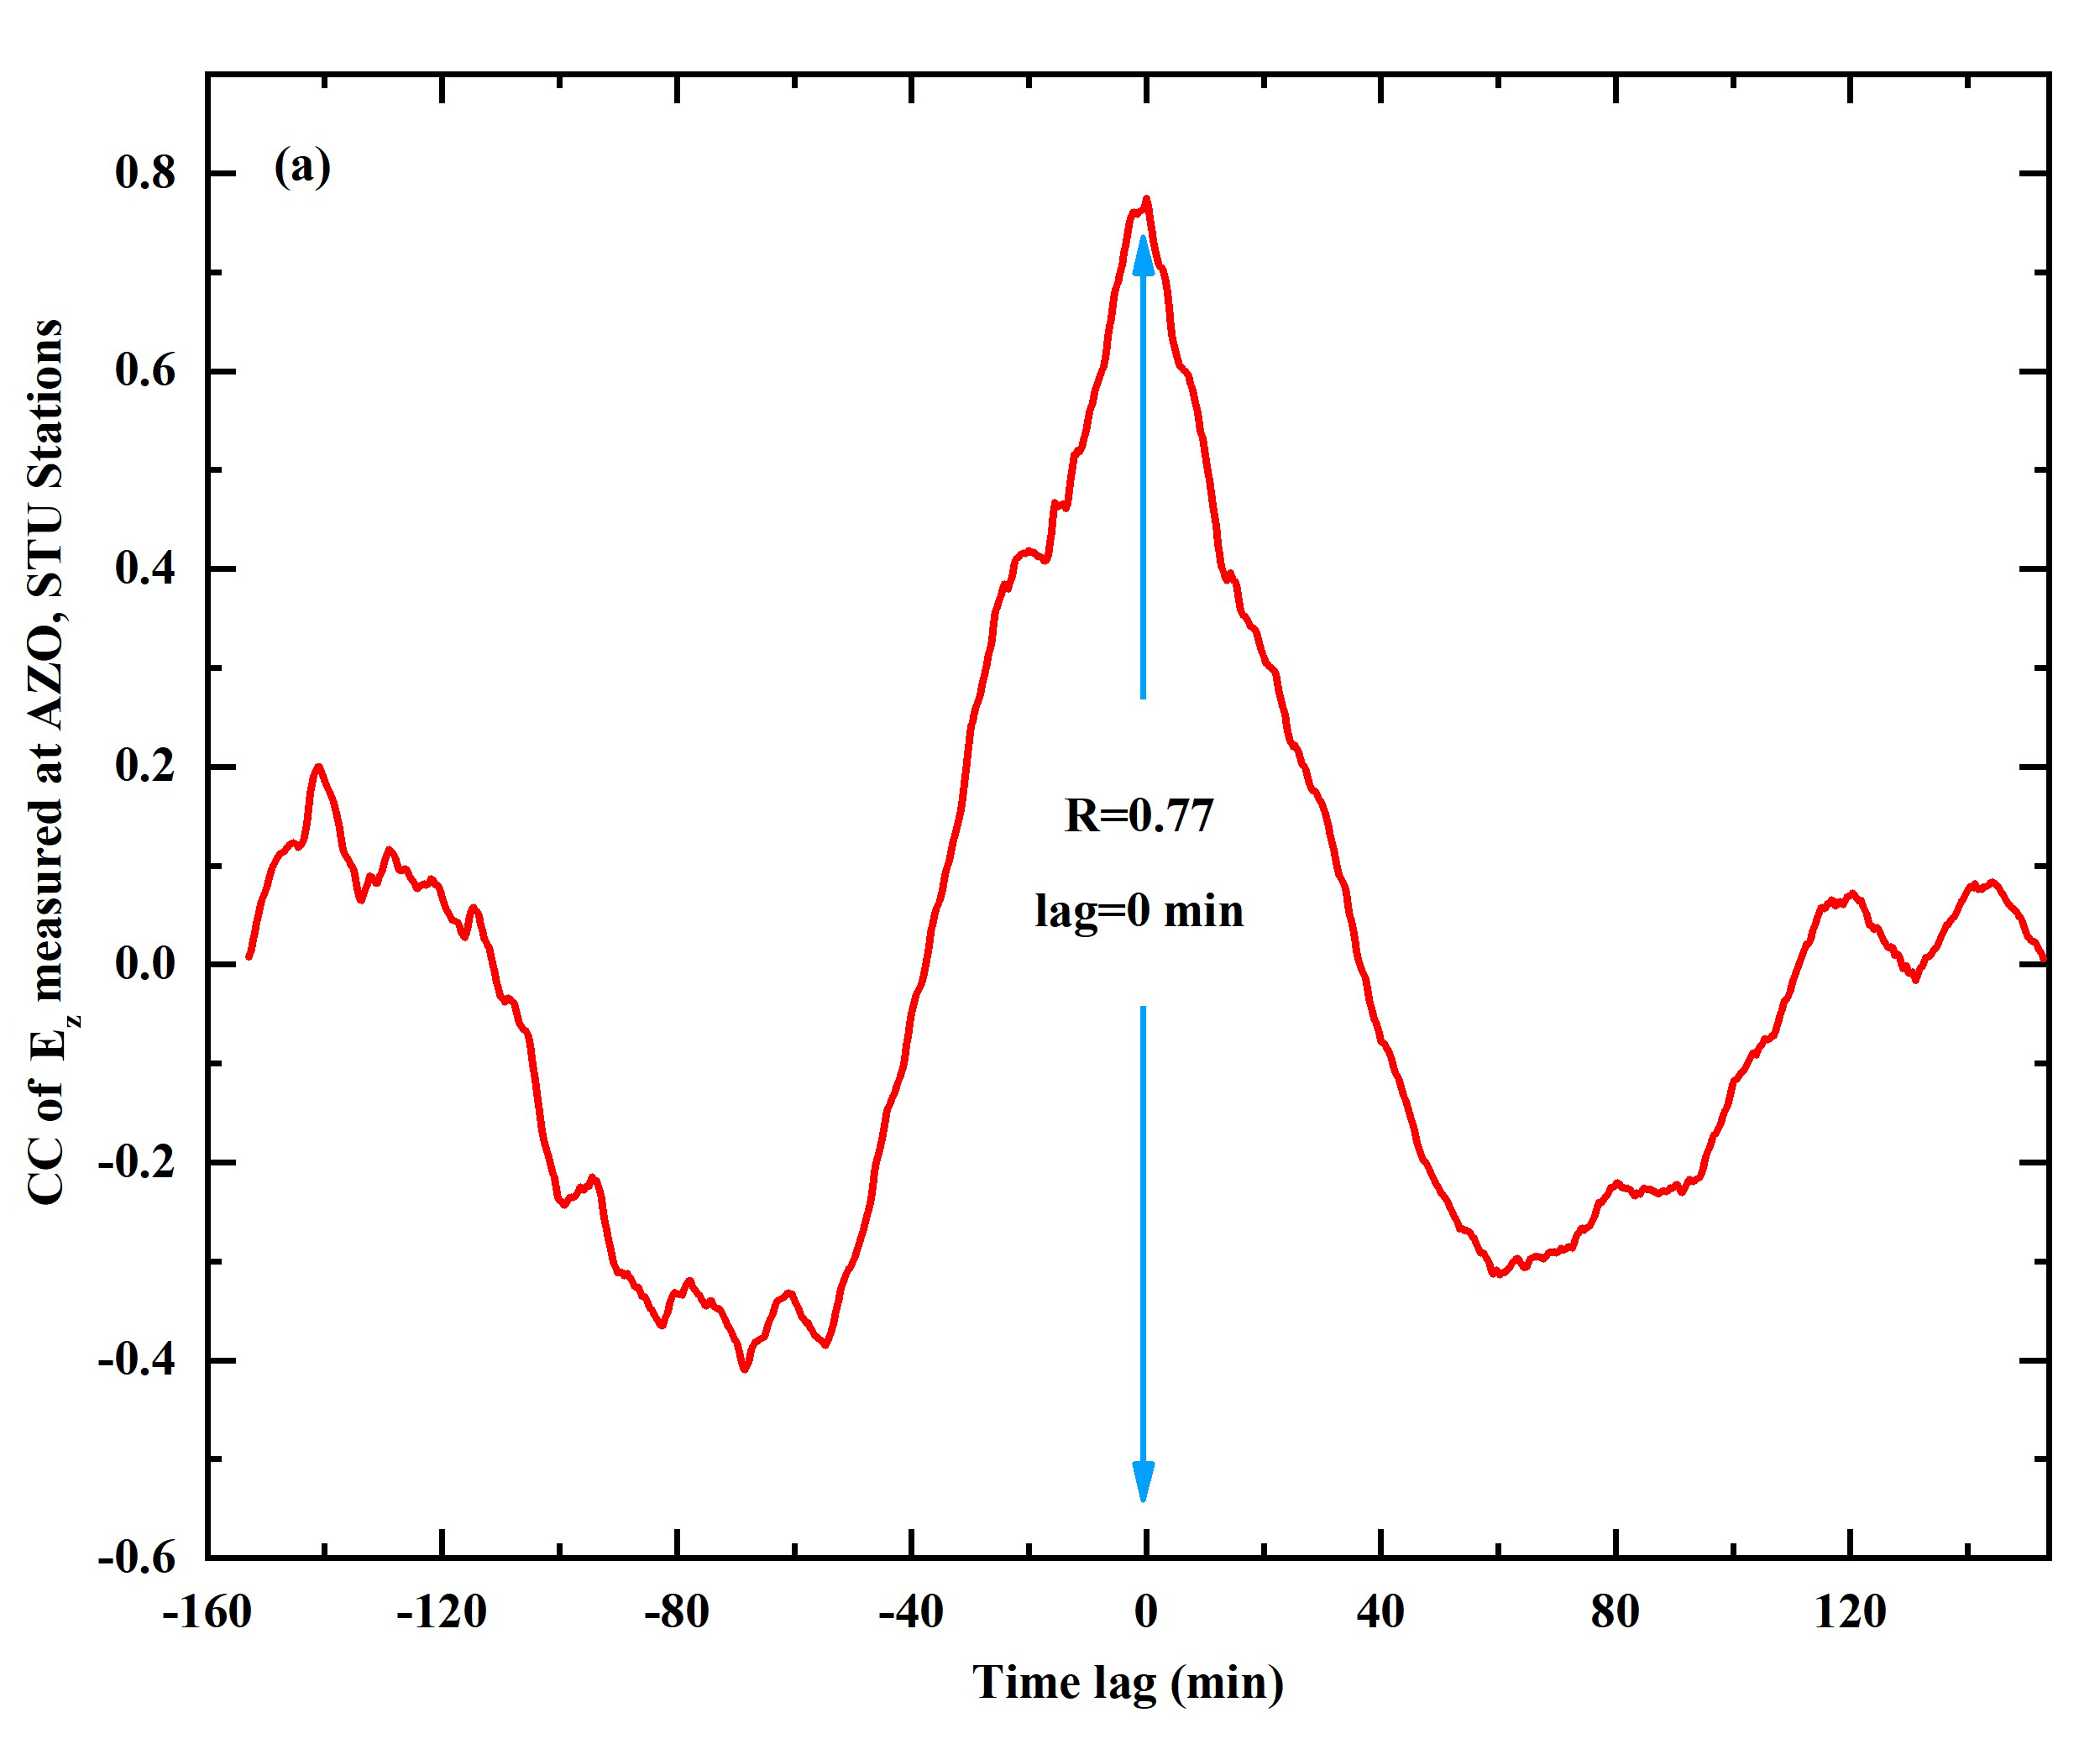 (a)
0.8
0.6
0.4
0.2
0.0
-0.2
-0.4
-0.6
CC of Ez measured at AZO, STU Stations
R=0.77
lag=0 min
-160 -120 -80 -40 0 40 80 120
Time lag (min)